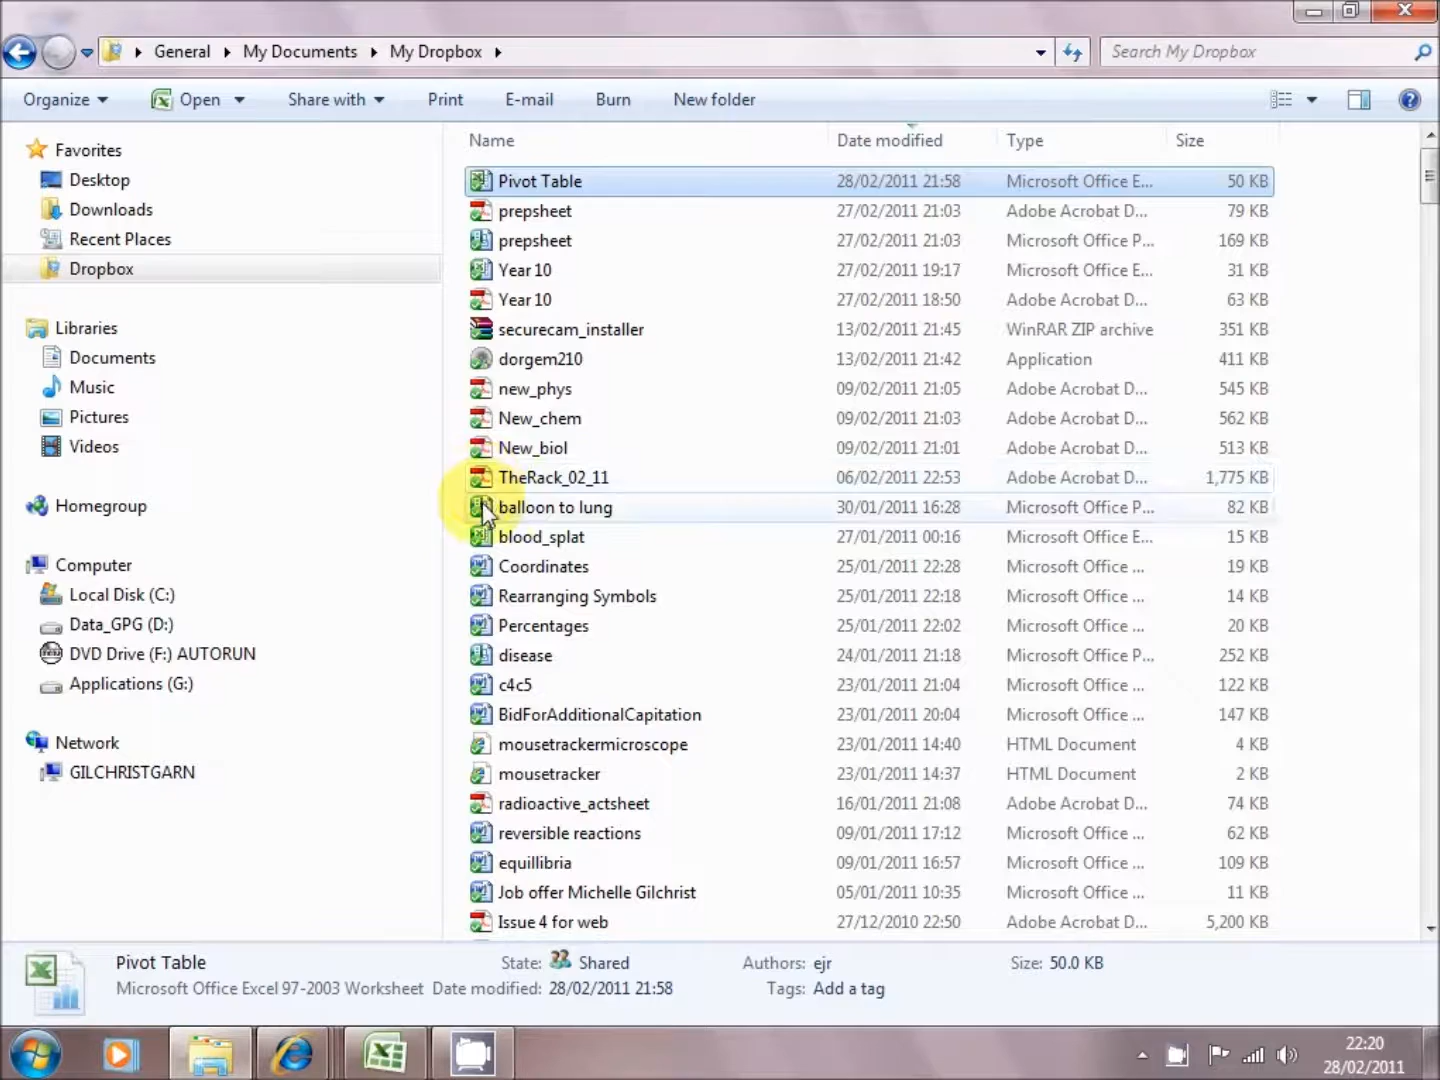 General My Documents My Dropbox Search My Dropbox
Organize Open Share with Print E-mail Burn New folder
Favorites
Desktop
Downloads
Recent Places
Dropbox
Libraries
Documents
Music
Pictures
Videos
Homegroup
Computer
Local Disk (C:)
Data_GPG (D:)
DVD Drive (F:) AUTORUN
Applications (G:)
Network
GILCHRISTGARN
Name Date modified Type Size
Pivot Table 28/02/2011 21:58 Microsoft Office E... 50 KB
prepsheet 27/02/2011 21:03 Adobe Acrobat D... 79 KB
prepsheet 27/02/2011 21:03 Microsoft Office P... 169 KB
Year 10 27/02/2011 19:17 Microsoft Office E... 31 KB
Year 10 27/02/2011 18:50 Adobe Acrobat D... 63 KB
securecam_installer 13/02/2011 21:45 WinRAR ZIP archive 351 KB
dorgem210 13/02/2011 21:42 Application 411 KB
new_phys 09/02/2011 21:05 Adobe Acrobat D... 545 KB
New_chem 09/02/2011 21:03 Adobe Acrobat D... 562 KB
New_biol 09/02/2011 21:01 Adobe Acrobat D... 513 KB
TheRack_02_11 06/02/2011 22:53 Adobe Acrobat D... 1,775 KB
balloon to lung 30/01/2011 16:28 Microsoft Office P... 82 KB
blood_splat 27/01/2011 00:16 Microsoft Office E... 15 KB
Coordinates 25/01/2011 22:28 Microsoft Office ... 19 KB
Rearranging Symbols 25/01/2011 22:18 Microsoft Office ... 14 KB
Percentages 25/01/2011 22:02 Microsoft Office ... 20 KB
disease 24/01/2011 21:18 Microsoft Office P... 252 KB
c4c5 23/01/2011 21:04 Microsoft Office ... 122 KB
BidForAdditionalCapitation 23/01/2011 20:04 Microsoft Office ... 147 KB
mousetrackermicroscope 23/01/2011 14:40 HTML Document 4 KB
mousetracker 23/01/2011 14:37 HTML Document 2 KB
radioactive_actsheet 16/01/2011 21:08 Adobe Acrobat D... 74 KB
reversible reactions 09/01/2011 17:12 Microsoft Office ... 62 KB
equillibria 09/01/2011 16:57 Microsoft Office ... 109 KB
Job offer Michelle Gilchrist 05/01/2011 10:35 Microsoft Office ... 11 KB
Issue 4 for web 27/12/2010 22:50 Adobe Acrobat D... 5,200 KB
Pivot Table State: Shared Authors: ejr Size: 50.0 KB
Microsoft Office Excel 97-2003 Worksheet Date modified: 28/02/2011 21:58 Tags: Add a tag
22:20
28/02/2011